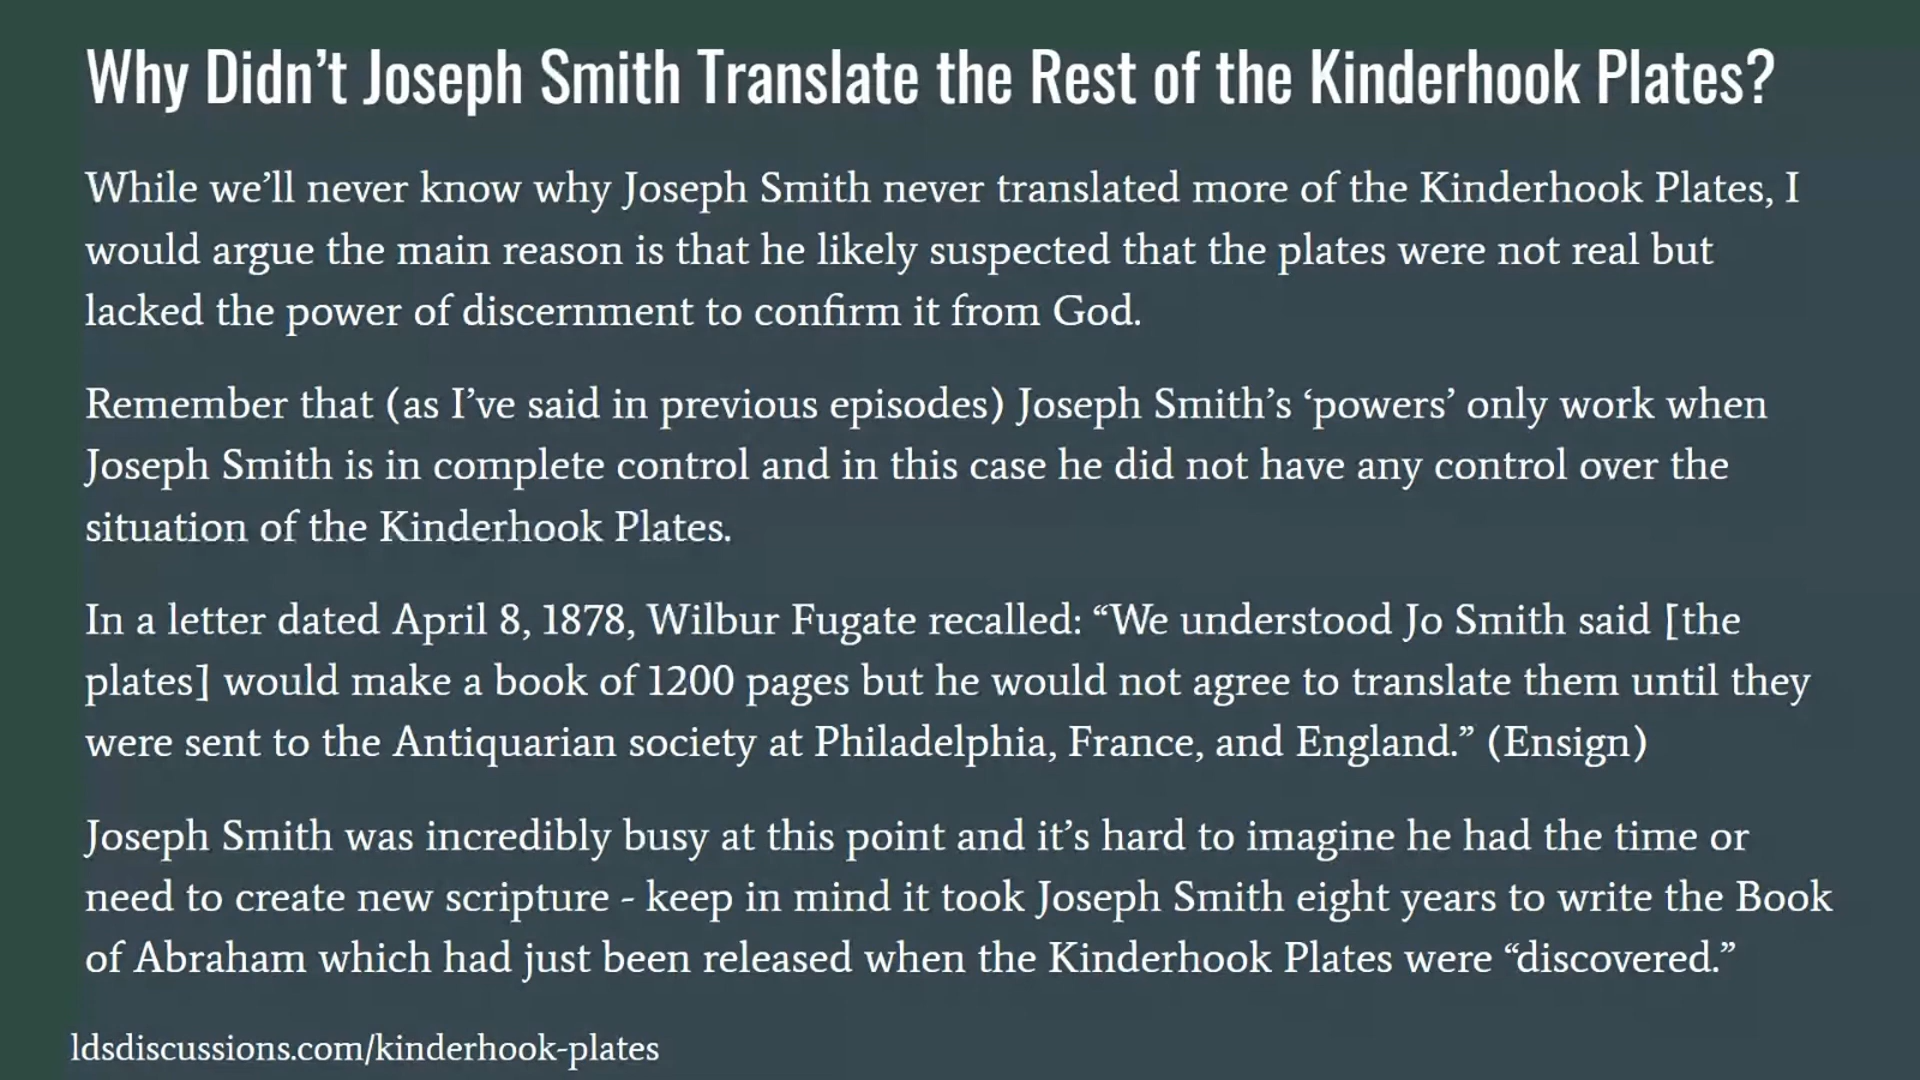 Why Didn’t Joseph Smith Translate the Rest of the Kinderhook Plates?
While we’ll never know why Joseph Smith never translated more of the Kinderhook Plates, I
would argue the main reason is that he likely suspected that the plates were not real but
lacked the power of discernment to confirm it from God.
Remember that (as I’ve said in previous episodes) Joseph Smith’s ‘powers’ only work when
Joseph Smith is in complete control and in this case he did not have any control over the
situation of the Kinderhook Plates.
In a letter dated April 8, 1878, Wilbur Fugate recalled: “We understood Jo Smith said [the
plates] would make a book of 1200 pages but he would not agree to translate them until they
were sent to the Antiquarian society at Philadelphia, France, and England.” (Ensign)
Joseph Smith was incredibly busy at this point and it’s hard to imagine he had the time or
need to create new scripture - keep in mind it took Joseph Smith eight years to write the Book
of Abraham which had just been released when the Kinderhook Plates were “discovered.”
ldsdiscussions.com/kinderhook-plates